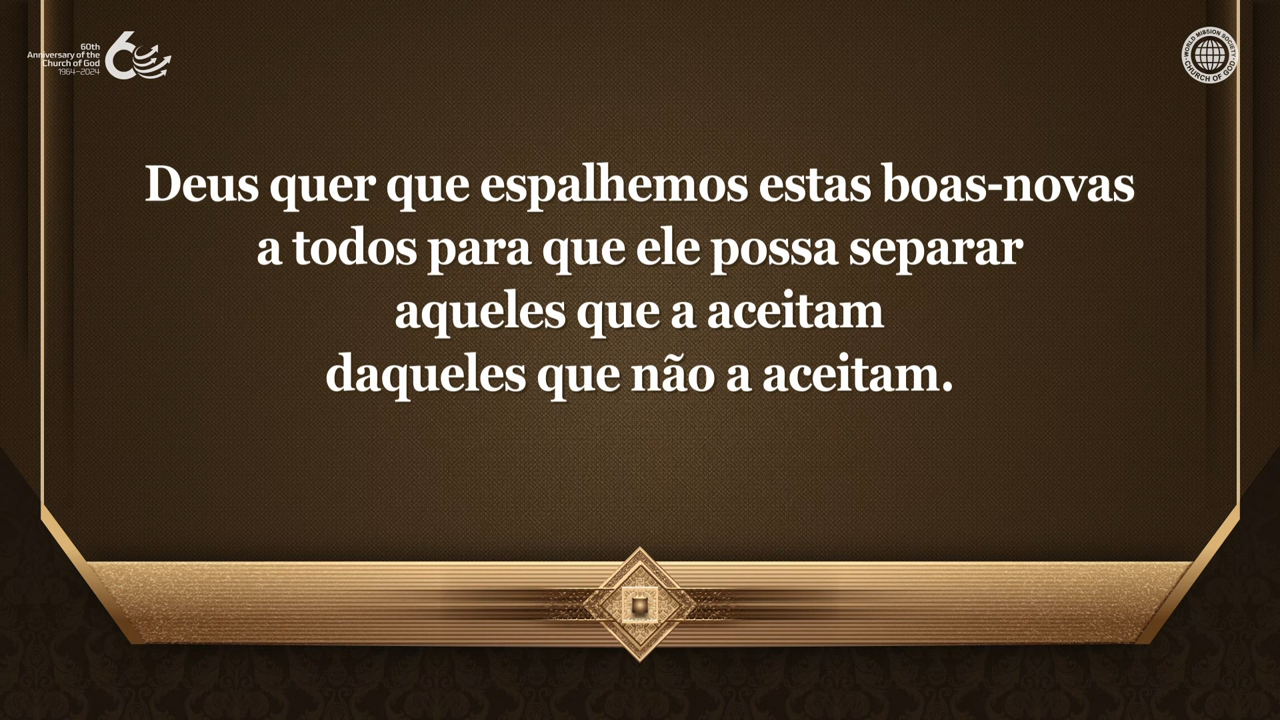 60th
Anniversary of the
Church of God
1964-2024
60
WORLD MISSION SOCIETY
CHURCH OF GOD
Deus quer que espalhemos estas boas-novas
a todos para que ele possa separar
aqueles que a aceitam
daqueles que não a aceitam.